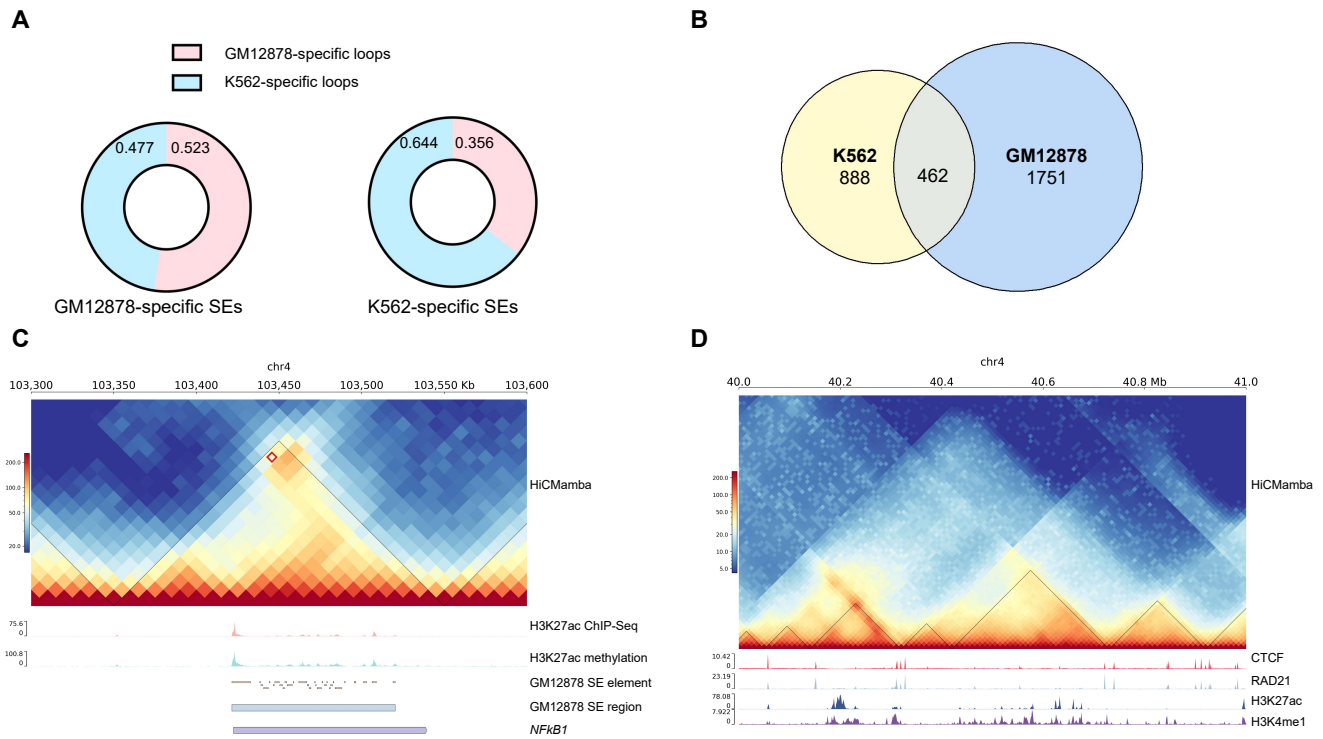 A
GM12878-specific loops
K562-specific loops
0.477
0.523
GM12878-specific SEs
0.644
0.356
K562-specific SEs
B
K562
888
462
GM12878
1751
C
chr4
103,300
103,350
103,400
103,450
103,500
103,550 Kb
103,600
200.0
100.0
50.0
20.0
HiCMamba
75.6
0
H3K27ac ChIP-Seq
100.8
0
H3K27ac methylation
GM12878 SE element
GM12878 SE region
NFkB1
D
chr4
40.0
40.2
40.4
40.6
40.8 Mb
41.0
200.0
100.0
50.0
20.0
10.0
5.0
HiCMamba
10.42
0
CTCF
23.19
0
RAD21
78.08
0
H3K27ac
7.922
0
H3K4me1